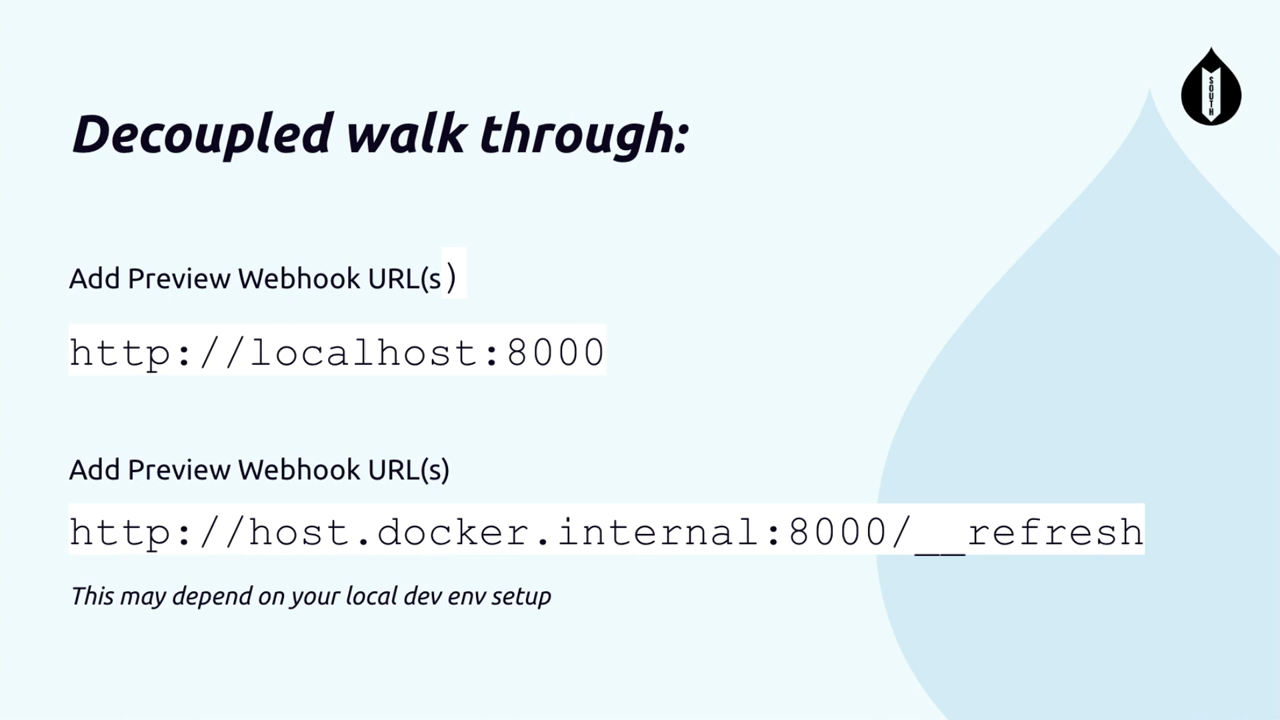 SOUTH
Decoupled walk through:
Add Preview Webhook URL(s)
http://localhost:8000
Add Preview Webhook URL(s)
http://host.docker.internal:8000/__refresh
This may depend on your local dev env setup